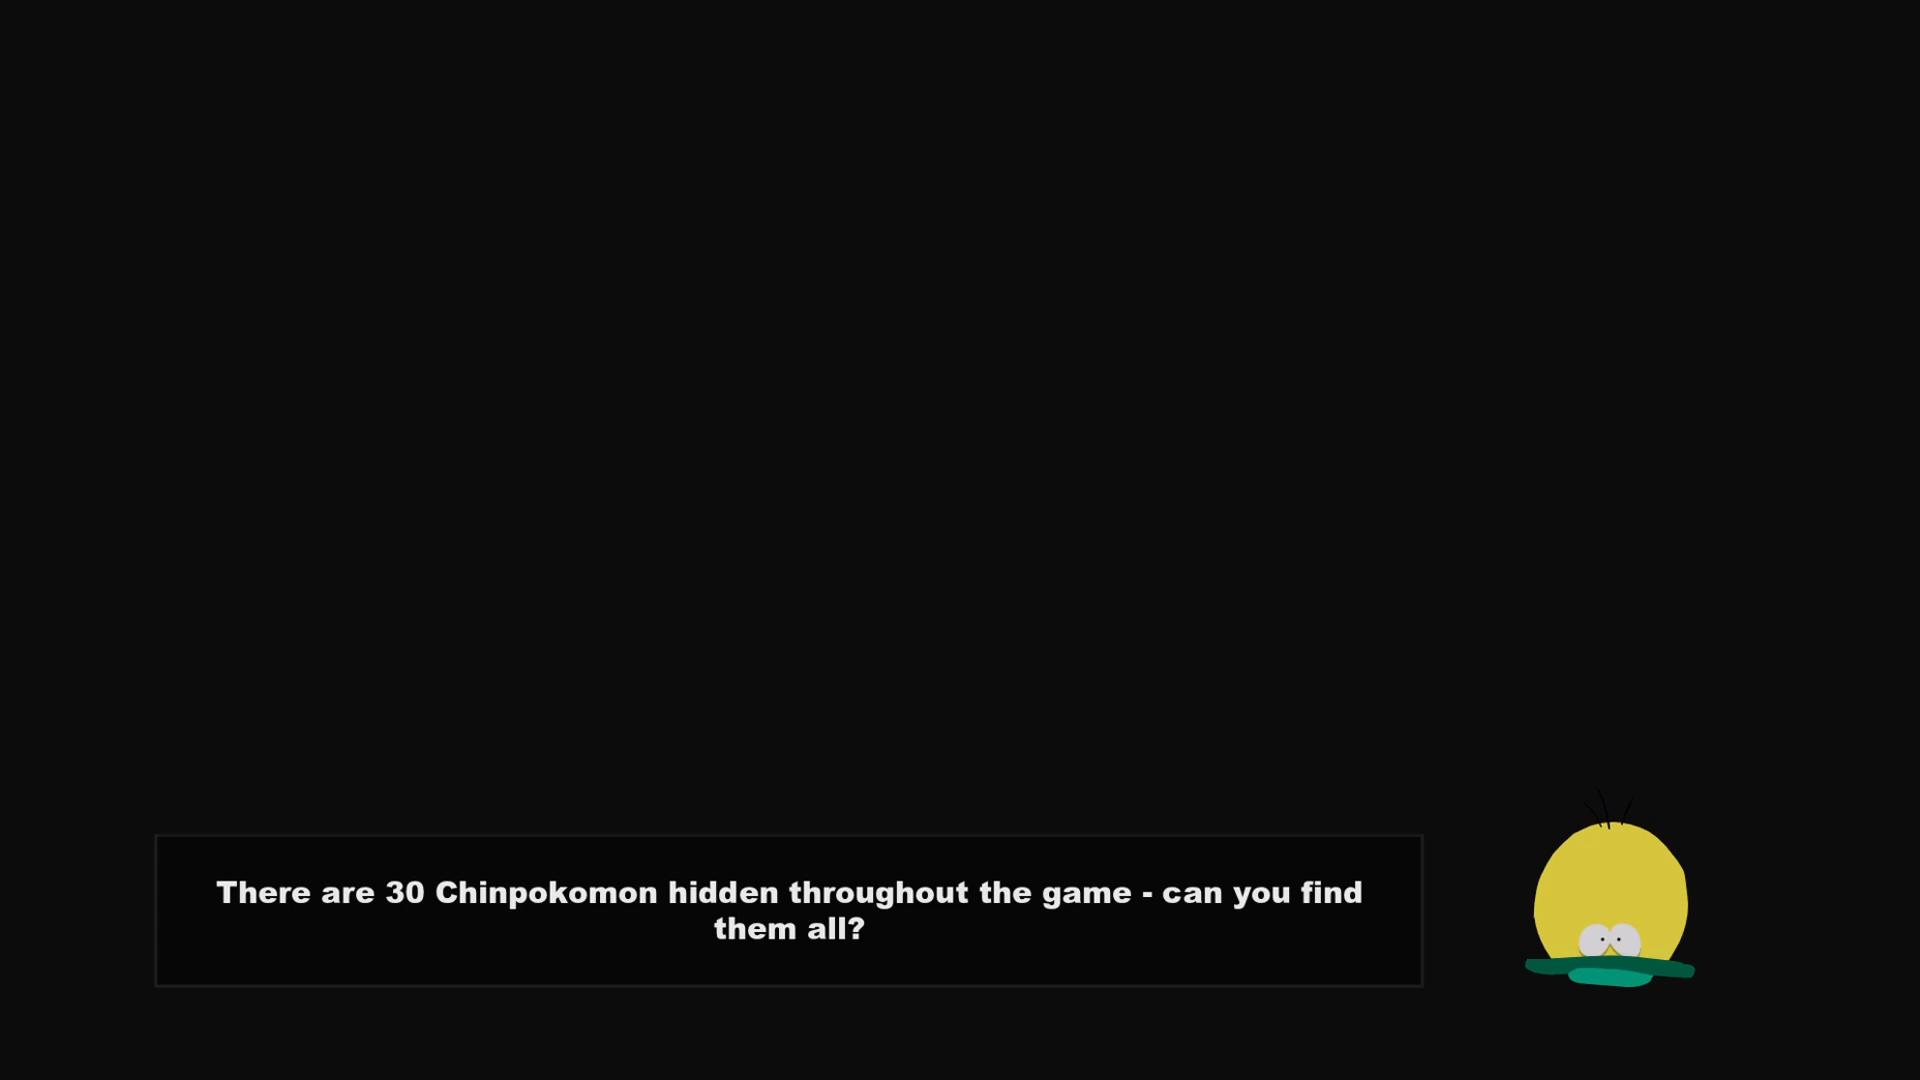 There are 30 Chinpokomon hidden throughout the game - can you find
them all?